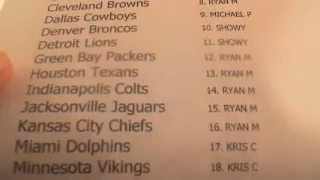 Cleveland Browns 8. RYAN M
Dallas Cowboys 9. MICHAEL P
Denver Broncos 10. SHOWY
Detroit Lions 11. SHOWY
Green Bay Packers 12. RYAN M
Houston Texans 13. RYAN M
Indianapolis Colts 14. RYAN M
Jacksonville Jaguars 15. RYAN M
Kansas City Chiefs 16. RYAN M
Miami Dolphins 17. KRIS C
Minnesota Vikings 18. KRIS C